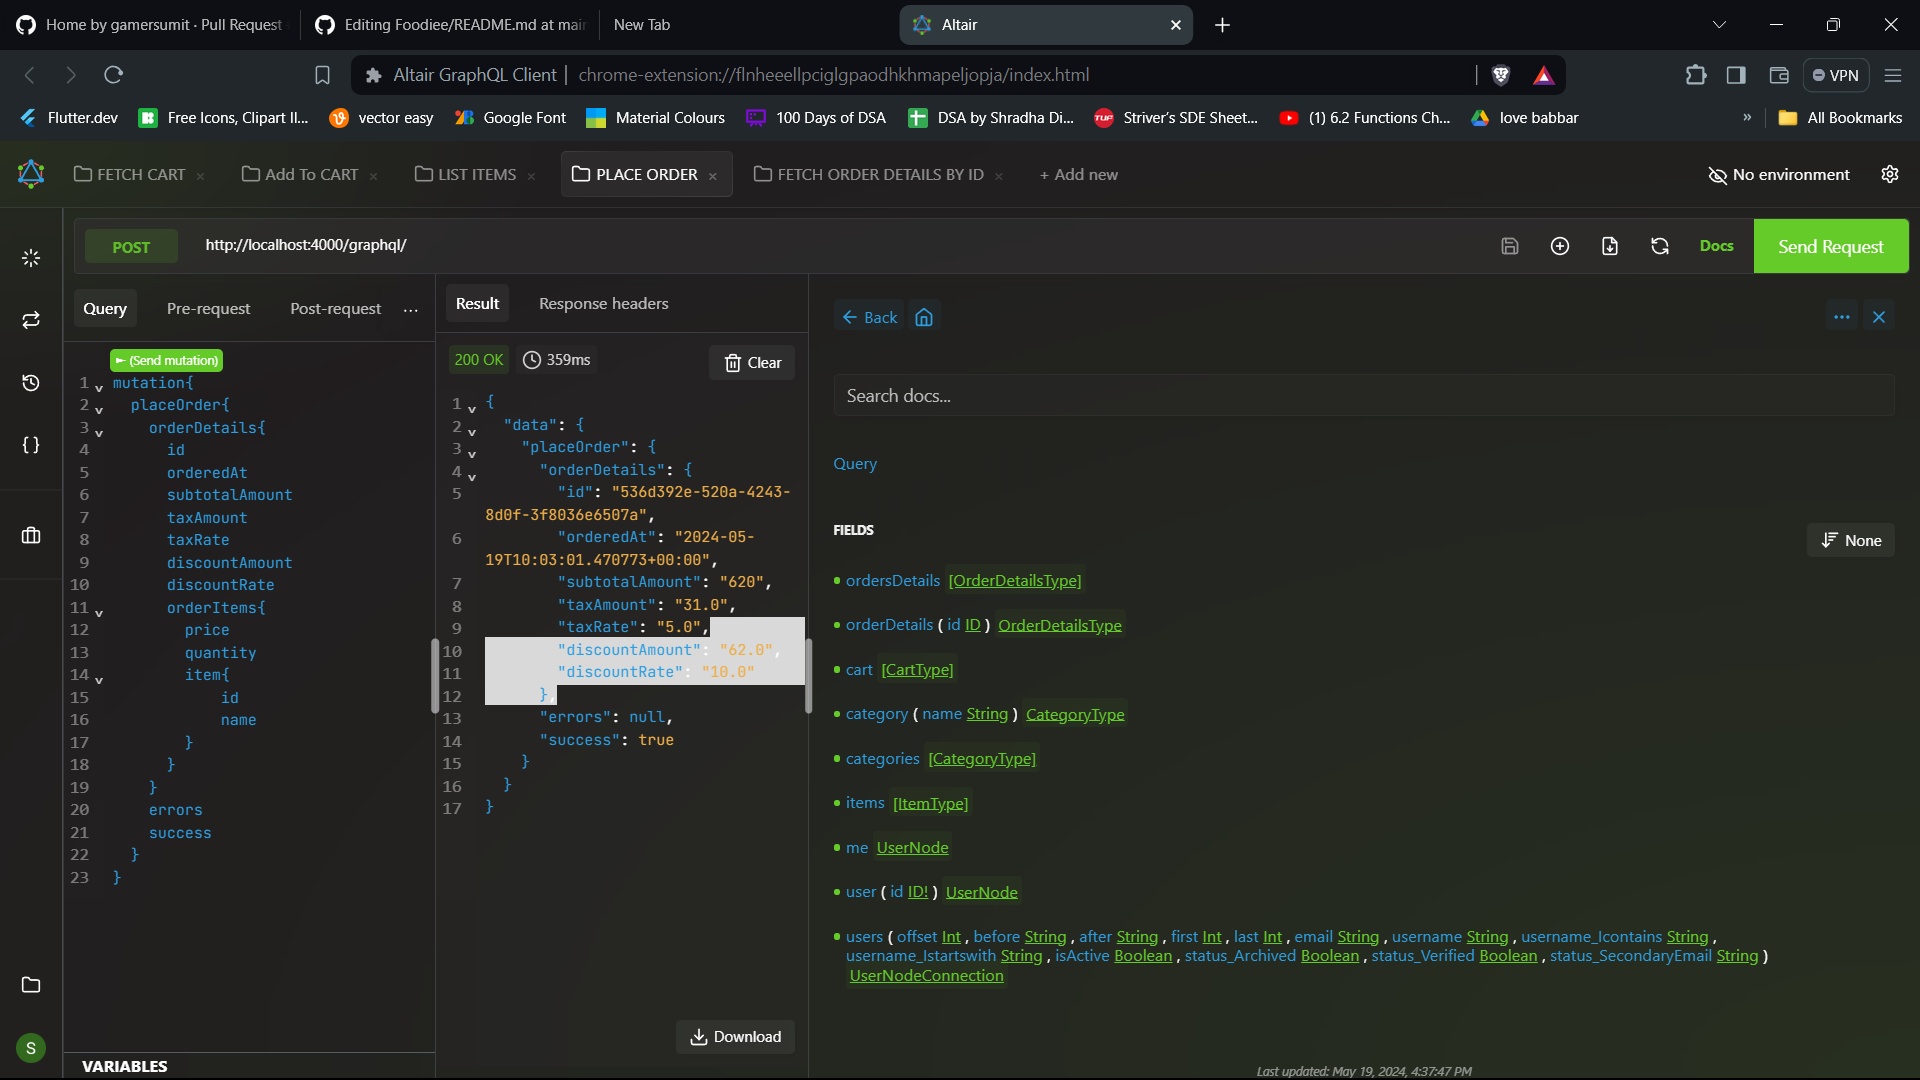 Home by gamersumit · Pull Request
Editing Foodiee/README.md at main
New Tab
Altair
Altair GraphQL Client | chrome-extension://flnheeellpciglgpaodhkhmapeljopja/index.html
VPN
Flutter.dev
Free Icons, Clipart Il...
vector easy
Google Font
Material Colours
100 Days of DSA
DSA by Shradha Di...
Striver's SDE Sheet...
(1) 6.2 Functions Ch...
love babbar
»
All Bookmarks
FETCH CART ×
Add To CART ×
LIST ITEMS ×
PLACE ORDER ×
FETCH ORDER DETAILS BY ID ×
+ Add new
No environment
POST
http://localhost:4000/graphql/
Docs
Send Request
Query
Pre-request
Post-request
...
(Send mutation)
1 mutation{
2 placeOrder{
3 orderDetails{
4 id
5 orderedAt
6 subtotalAmount
7 taxAmount
8 taxRate
9 discountAmount
10 discountRate
11 orderItems{
12 price
13 quantity
14 item{
15 id
16 name
17 }
18 }
19 }
20 errors
21 success
22 }
23 }
VARIABLES
S
Result
Response headers
200 OK
359ms
Clear
1 {
2 "data": {
3 "placeOrder": {
4 "orderDetails": {
5 "id": "536d392e-520a-4243-
8d0f-3f8036e6507a",
6 "orderedAt": "2024-05-
19T10:03:01.470773+00:00",
7 "subtotalAmount": "620",
8 "taxAmount": "31.0",
9 "taxRate": "5.0",
10 "discountAmount": "62.0",
11 "discountRate": "10.0"
12 },
13 "errors": null,
14 "success": true
15 }
16 }
17 }
Download
Back
...
Search docs...
Query
FIELDS
None
ordersDetails [OrderDetailsType]
orderDetails ( id ID ) OrderDetailsType
cart [CartType]
category ( name String ) CategoryType
categories [CategoryType]
items [ItemType]
me UserNode
user ( id ID! ) UserNode
users ( offset Int , before String , after String , first Int , last Int , email String , username String , username_Icontains String ,
username_Istartswith String , isActive Boolean , status_Archived Boolean , status_Verified Boolean , status_SecondaryEmail String )
UserNodeConnection
Last updated: May 19, 2024, 4:37:47 PM